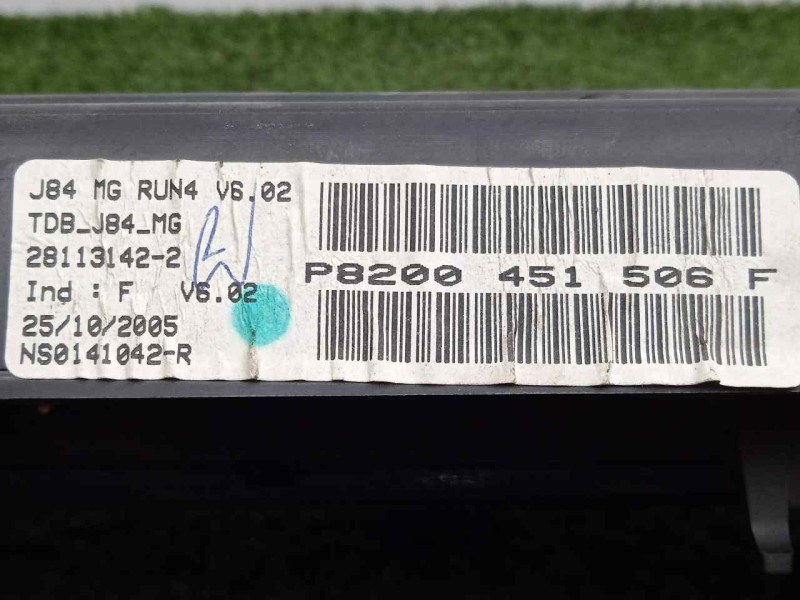 J84 MG RUN4 V6.02
TDB_J84_MG
28113142-2
Ind : F V6.02
25/10/2005
NS0141042-R
P8200 451 506 F